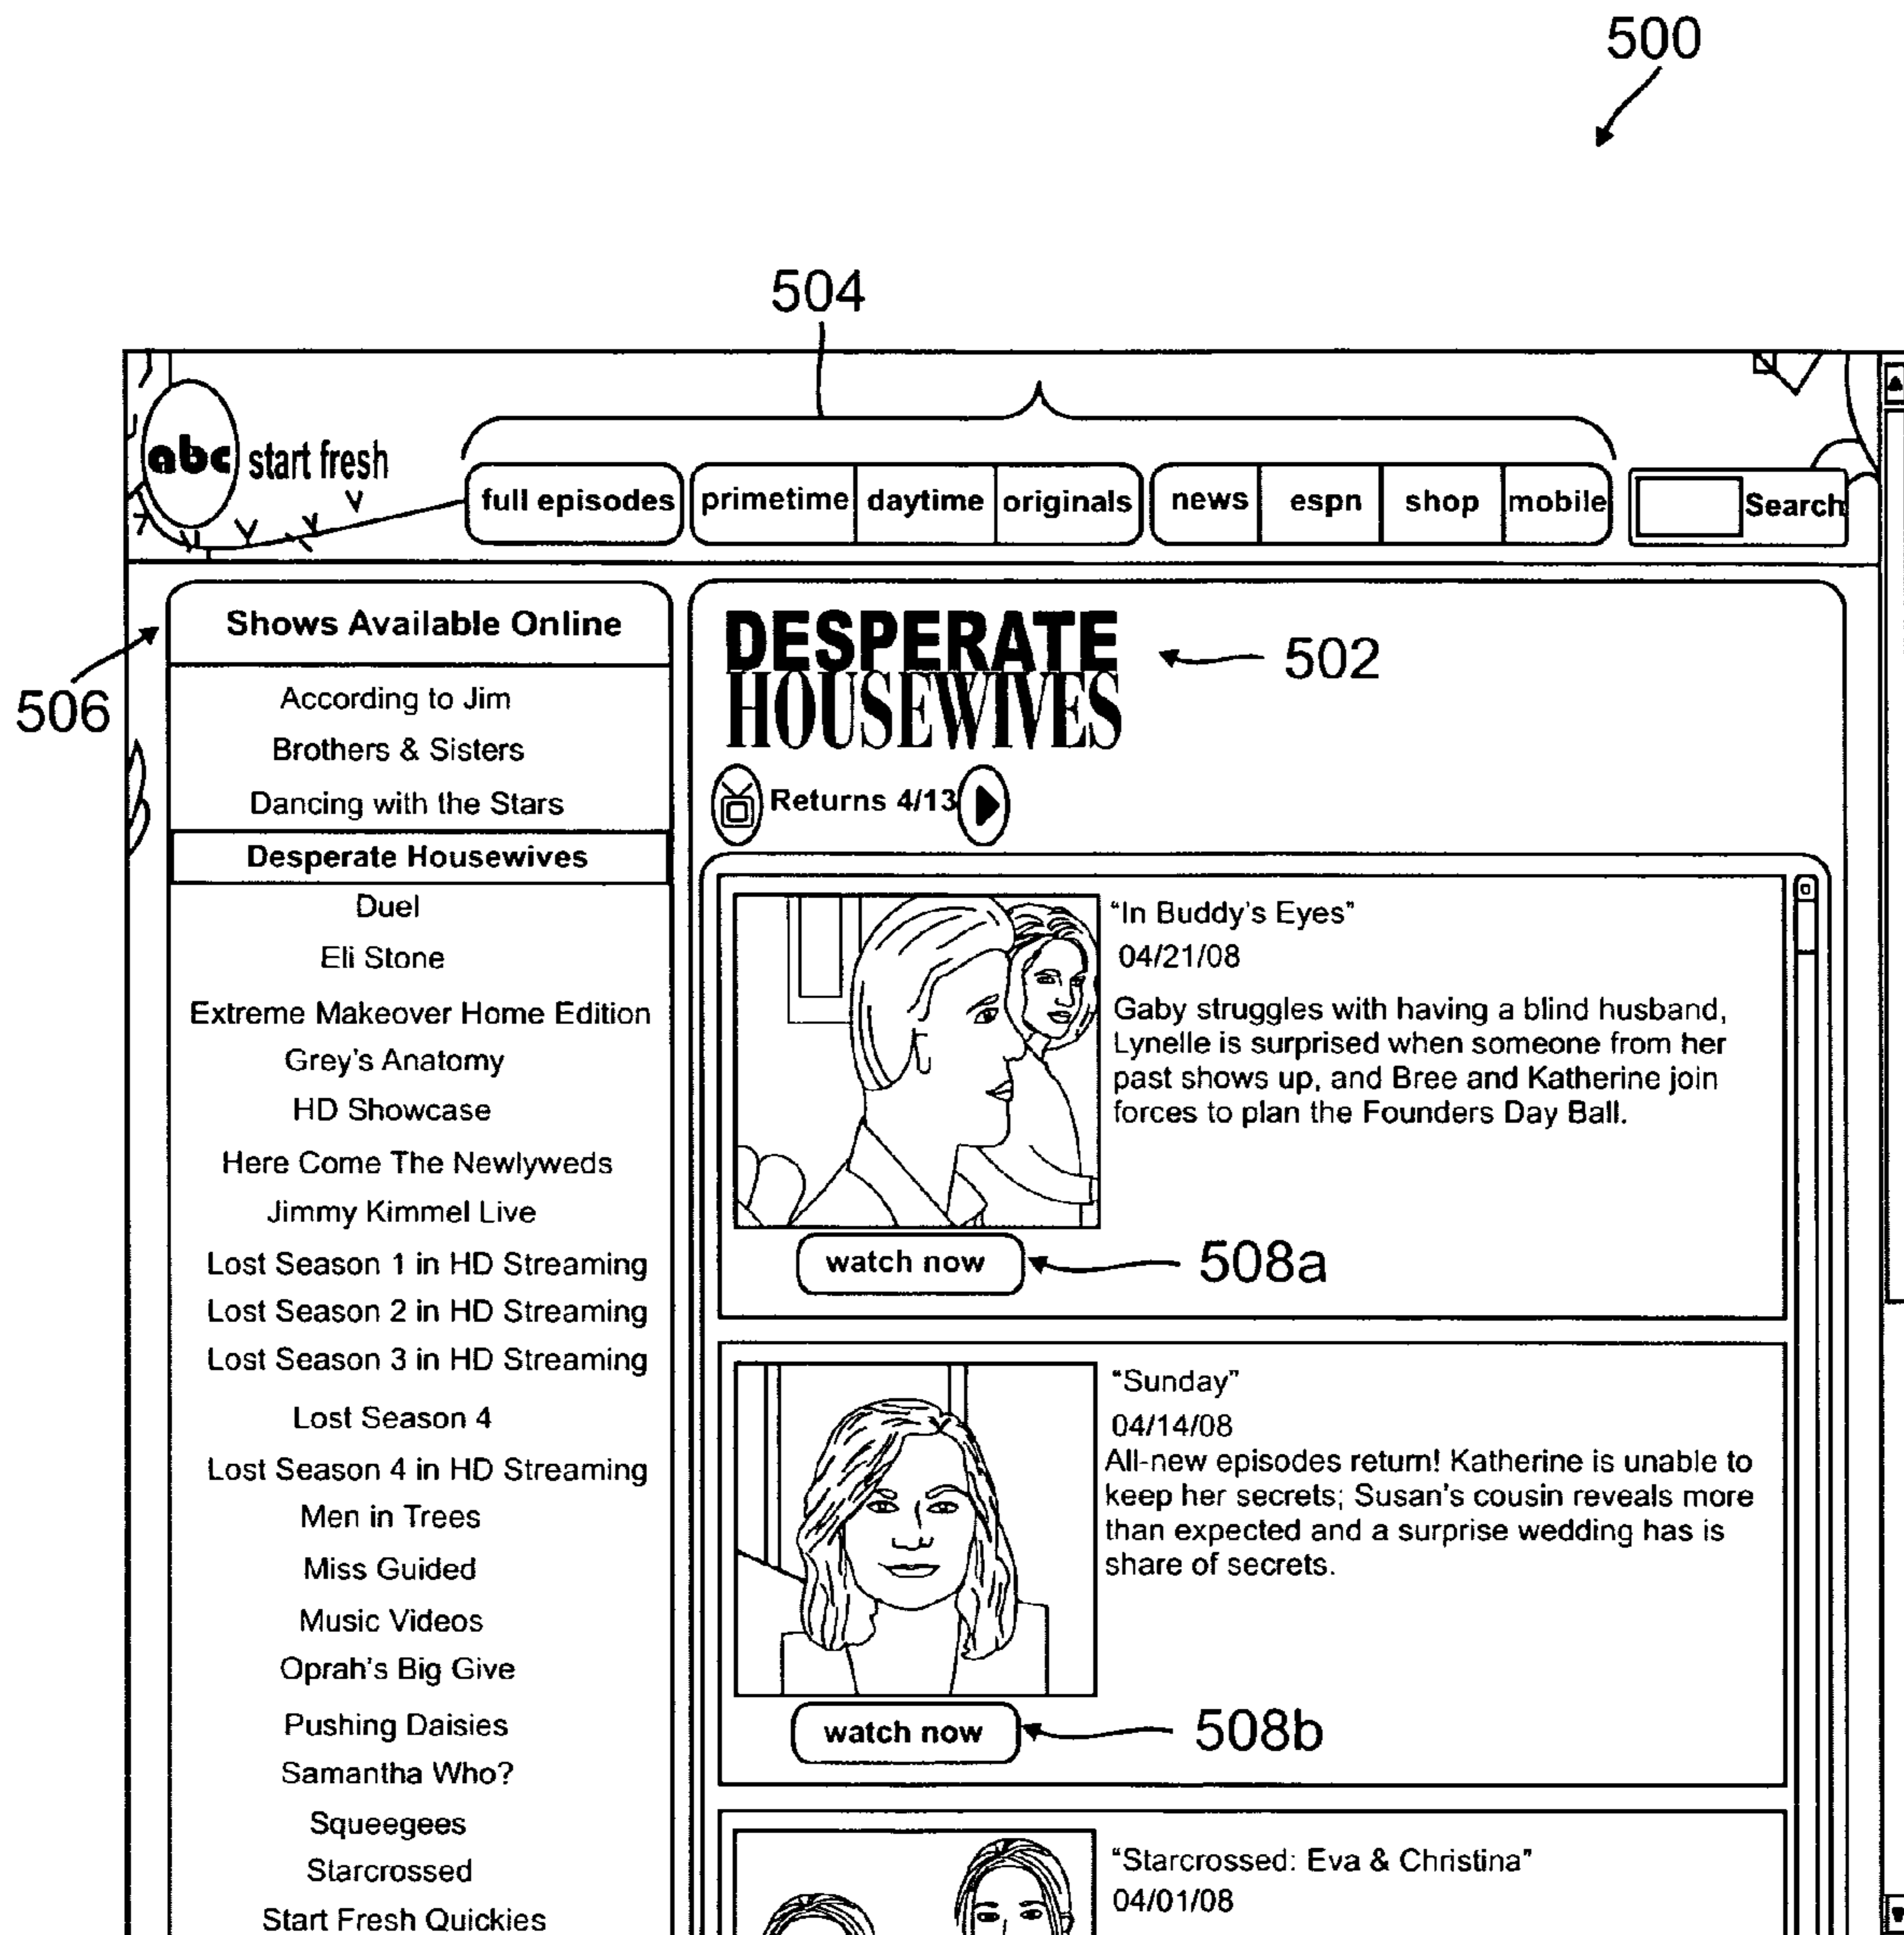 500
504
abc start fresh
full episodes primetime daytime originals news espn shop mobile Search
506
Shows Available Online
According to Jim
Brothers & Sisters
Dancing with the Stars
Desperate Housewives
Duel
Eli Stone
Extreme Makeover Home Edition
Grey's Anatomy
HD Showcase
Here Come The Newlyweds
Jimmy Kimmel Live
Lost Season 1 in HD Streaming
Lost Season 2 in HD Streaming
Lost Season 3 in HD Streaming
Lost Season 4
Lost Season 4 in HD Streaming
Men in Trees
Miss Guided
Music Videos
Oprah's Big Give
Pushing Daisies
Samantha Who?
Squeegees
Starcrossed
Start Fresh Quickies
DESPERATE
HOUSEWIVES
502
Returns 4/13
“In Buddy's Eyes”
04/21/08
Gaby struggles with having a blind husband,
Lynelle is surprised when someone from her
past shows up, and Bree and Katherine join
forces to plan the Founders Day Ball.
watch now
508a
“Sunday”
04/14/08
All-new episodes return! Katherine is unable to
keep her secrets; Susan's cousin reveals more
than expected and a surprise wedding has is
share of secrets.
watch now
508b
“Starcrossed: Eva & Christina”
04/01/08